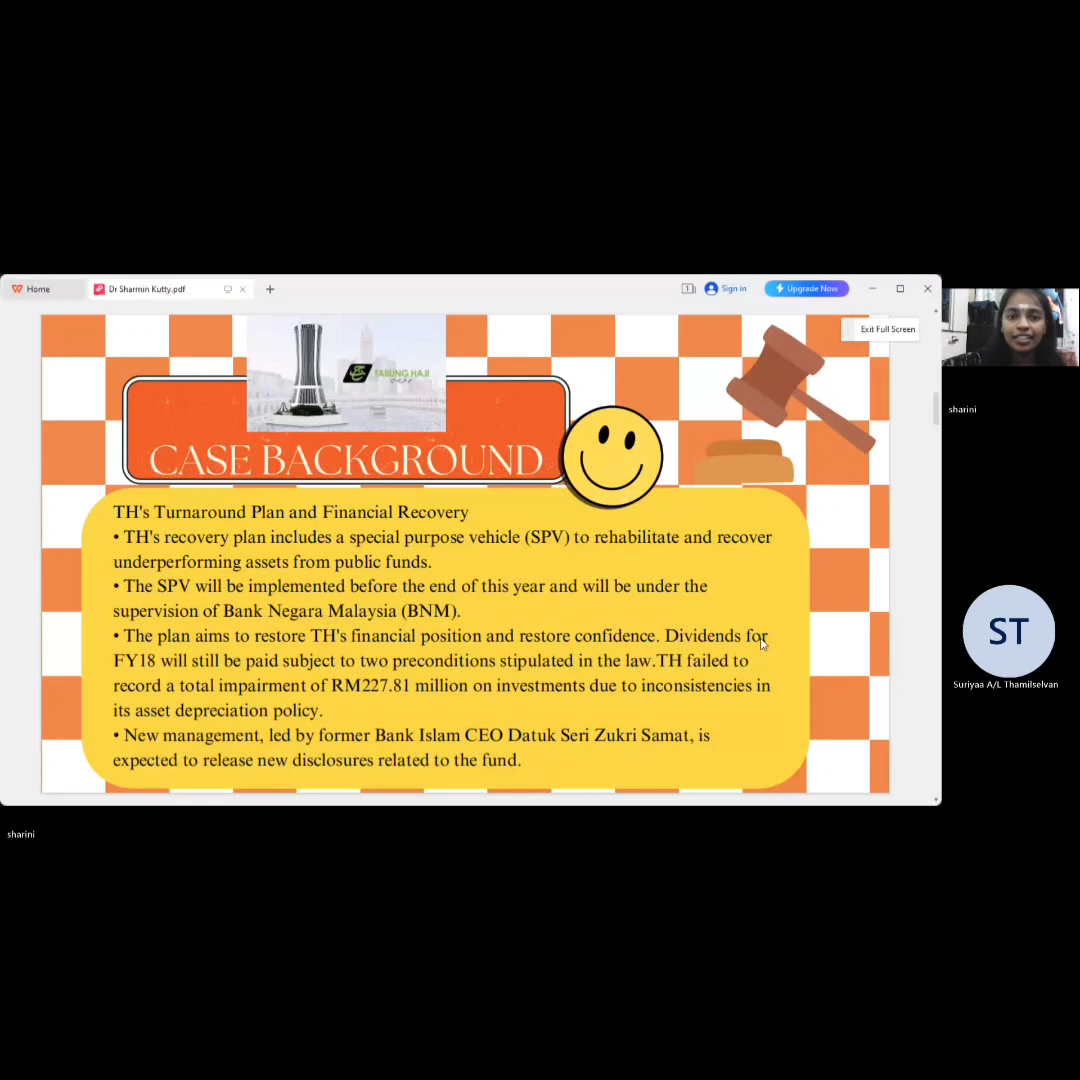 Home
Dr Sharmin Kutty.pdf
1
Sign in
Upgrade Now
Exit Full Screen
TABUNG HAJI
CASE BACKGROUND
TH's Turnaround Plan and Financial Recovery
• TH's recovery plan includes a special purpose vehicle (SPV) to rehabilitate and recover
underperforming assets from public funds.
• The SPV will be implemented before the end of this year and will be under the
supervision of Bank Negara Malaysia (BNM).
• The plan aims to restore TH's financial position and restore confidence. Dividends for
FY18 will still be paid subject to two preconditions stipulated in the law.TH failed to
record a total impairment of RM227.81 million on investments due to inconsistencies in
its asset depreciation policy.
• New management, led by former Bank Islam CEO Datuk Seri Zukri Samat, is
expected to release new disclosures related to the fund.
sharini
ST
Suriyaa A/L Thamilselvan
sharini